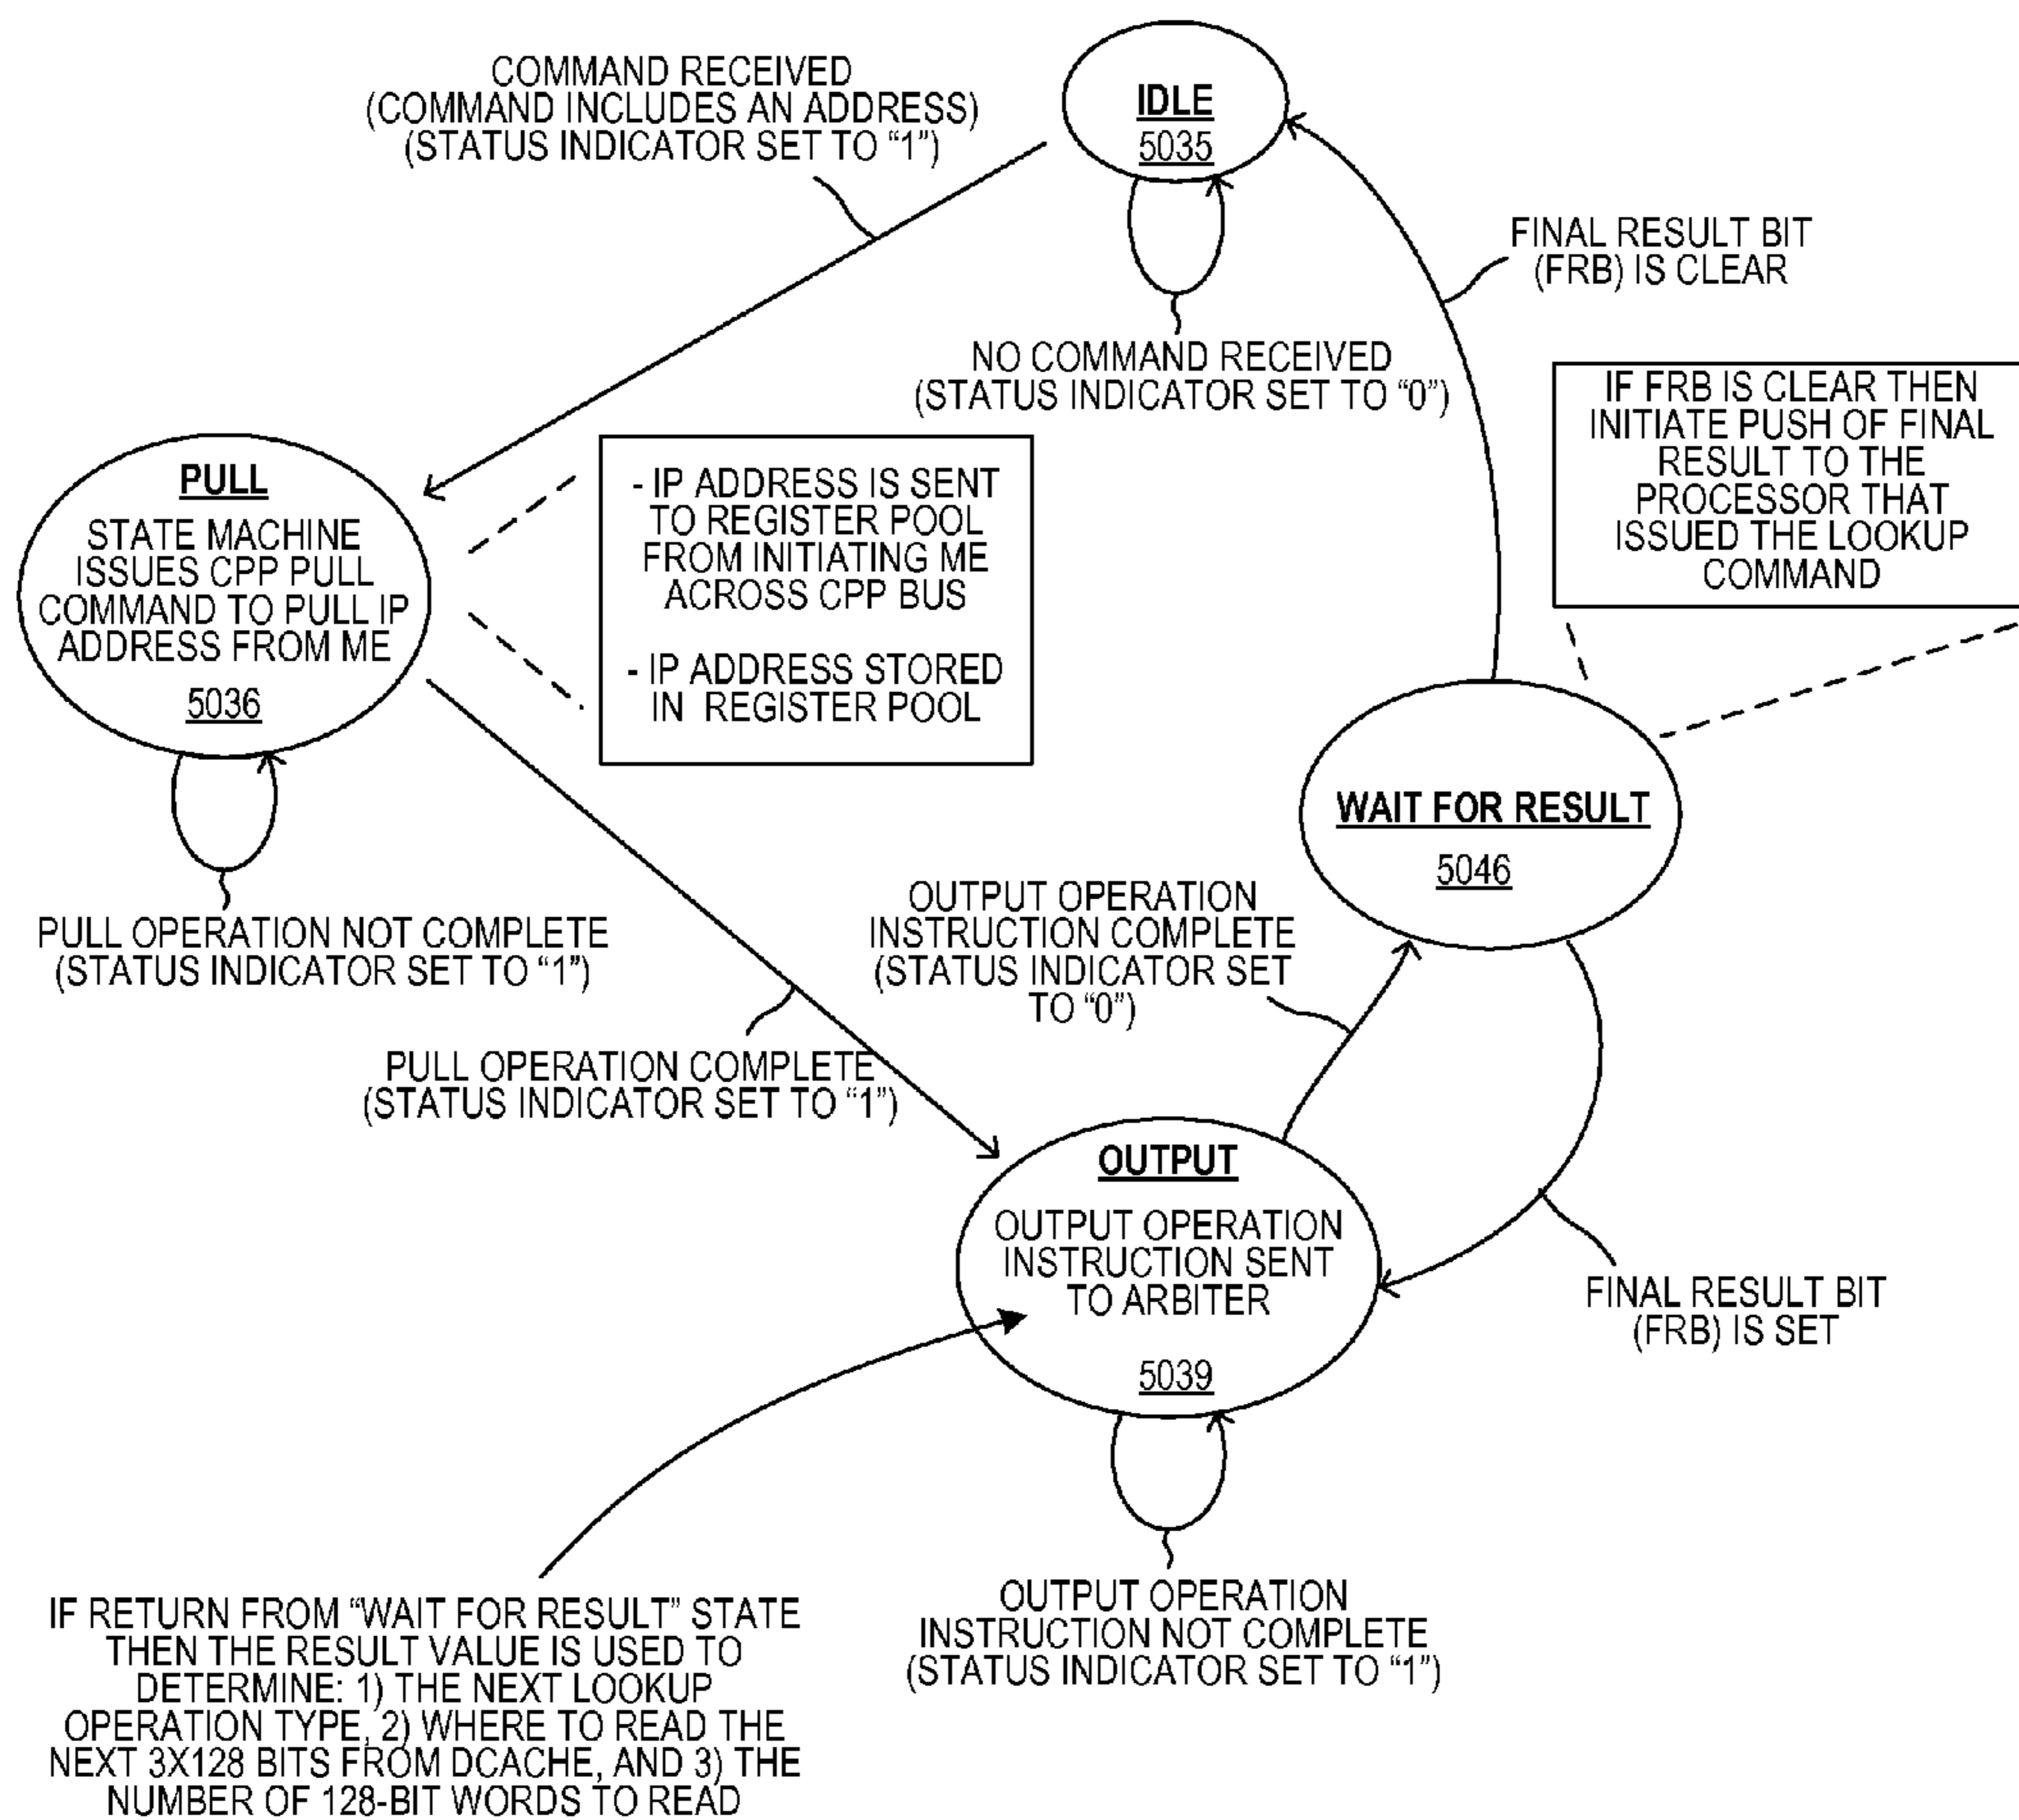 COMMAND RECEIVED
(COMMAND INCLUDES AN ADDRESS)
(STATUS INDICATOR SET TO “1”)
IDLE
5035
FINAL RESULT BIT
(FRB) IS CLEAR
NO COMMAND RECEIVED
(STATUS INDICATOR SET TO “0”)
IF FRB IS CLEAR THEN
INITIATE PUSH OF FINAL
RESULT TO THE
PROCESSOR THAT
ISSUED THE LOOKUP
COMMAND
PULL
STATE MACHINE
ISSUES CPP PULL
COMMAND TO PULL IP
ADDRESS FROM ME
5036
- IP ADDRESS IS SENT
TO REGISTER POOL
FROM INITIATING ME
ACROSS CPP BUS
- IP ADDRESS STORED
IN REGISTER POOL
WAIT FOR RESULT
5046
PULL OPERATION NOT COMPLETE
(STATUS INDICATOR SET TO “1”)
OUTPUT OPERATION
INSTRUCTION COMPLETE
(STATUS INDICATOR SET
TO “0”)
PULL OPERATION COMPLETE
(STATUS INDICATOR SET TO “1”)
OUTPUT
OUTPUT OPERATION
INSTRUCTION SENT
TO ARBITER
5039
FINAL RESULT BIT
(FRB) IS SET
OUTPUT OPERATION
INSTRUCTION NOT COMPLETE
(STATUS INDICATOR SET TO “1”)
IF RETURN FROM “WAIT FOR RESULT” STATE
THEN THE RESULT VALUE IS USED TO
DETERMINE: 1) THE NEXT LOOKUP
OPERATION TYPE, 2) WHERE TO READ THE
NEXT 3X128 BITS FROM DCACHE, AND 3) THE
NUMBER OF 128-BIT WORDS TO READ